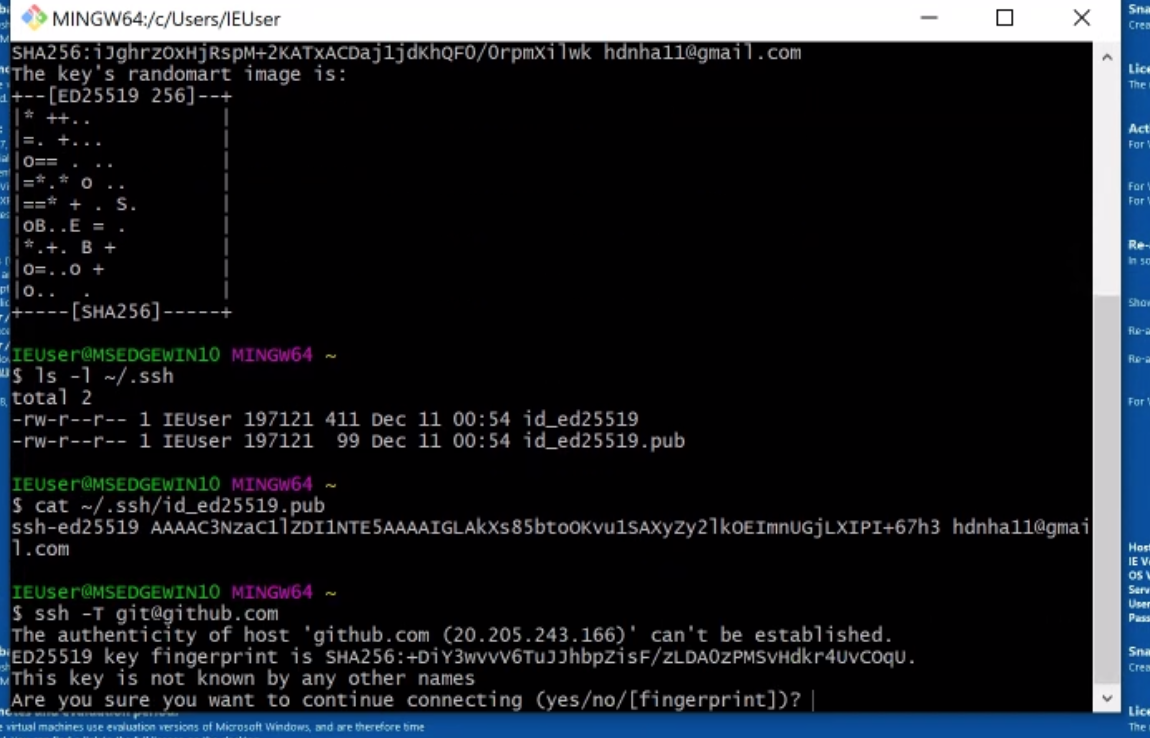 MINGW64:/c/Users/IEUser
SHA256:iJghrzOxHjRspM+2KATxACDaj1jdKhQF0/0rpmXilwk hdnha11@gmail.com
The key's randomart image is:
+--[ED25519 256]--+
|* ++..           |
|=. +...          |
|o== . ..         |
|=*.* o ..        |
|==* + . S.       |
|oB..E = .        |
|*.+. B +         |
|o=..o +          |
|o..  .           |
+----[SHA256]-----+
IEUser@MSEDGEWIN10 MINGW64 ~
$ ls -l ~/.ssh
total 2
-rw-r--r-- 1 IEUser 197121 411 Dec 11 00:54 id_ed25519
-rw-r--r-- 1 IEUser 197121  99 Dec 11 00:54 id_ed25519.pub
IEUser@MSEDGEWIN10 MINGW64 ~
$ cat ~/.ssh/id_ed25519.pub
ssh-ed25519 AAAAC3NzaC1lZDI1NTE5AAAAIGLAkXs85btoOKvu1SAXyZy2lkOEImnUGjLXIPI+67h3 hdnha11@gmai
l.com
IEUser@MSEDGEWIN10 MINGW64 ~
$ ssh -T git@github.com
The authenticity of host 'github.com (20.205.243.166)' can't be established.
ED25519 key fingerprint is SHA256:+DiY3wvvV6TuJJhbpZisF/zLDA0zPMSvHdkr4UvCOqU.
This key is not known by any other names
Are you sure you want to continue connecting (yes/no/[fingerprint])?
virtual machines use evaluation versions of Microsoft Windows, and are therefore time